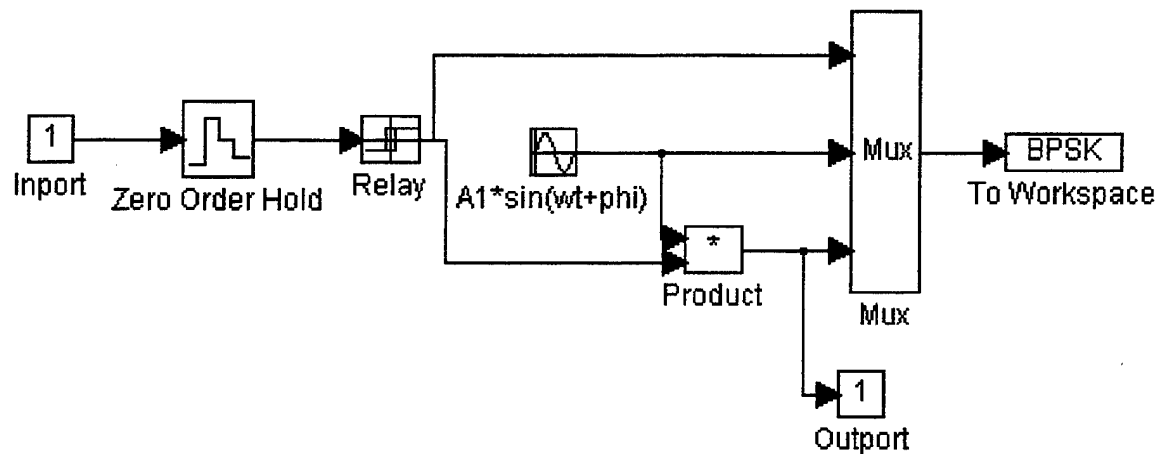 1
Inport
Zero Order Hold
Relay
A1*sin(wt+phi)
*
Product
Mux
Mux
BPSK
To Workspace
1
Outport